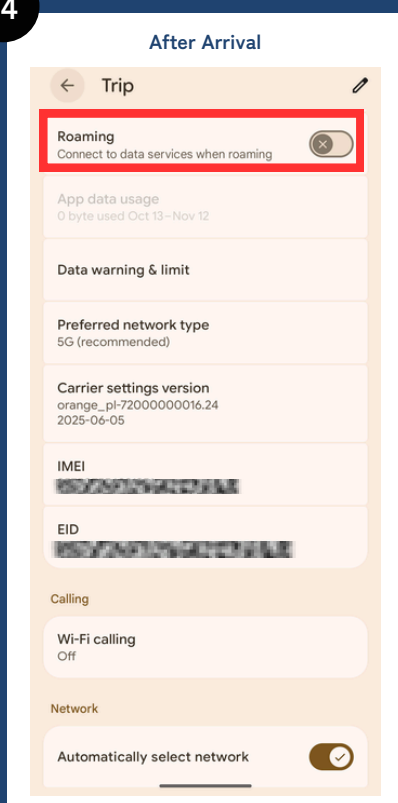 4
After Arrival
Trip
Roaming
Connect to data services when roaming
App data usage
0 byte used Oct 13 – Nov 12
Data warning & limit
Preferred network type
5G (recommended)
Carrier settings version
orange_pl-72000000016.24
2025-06-05
IMEI
EID
Calling
Wi-Fi calling
Off
Network
Automatically select network